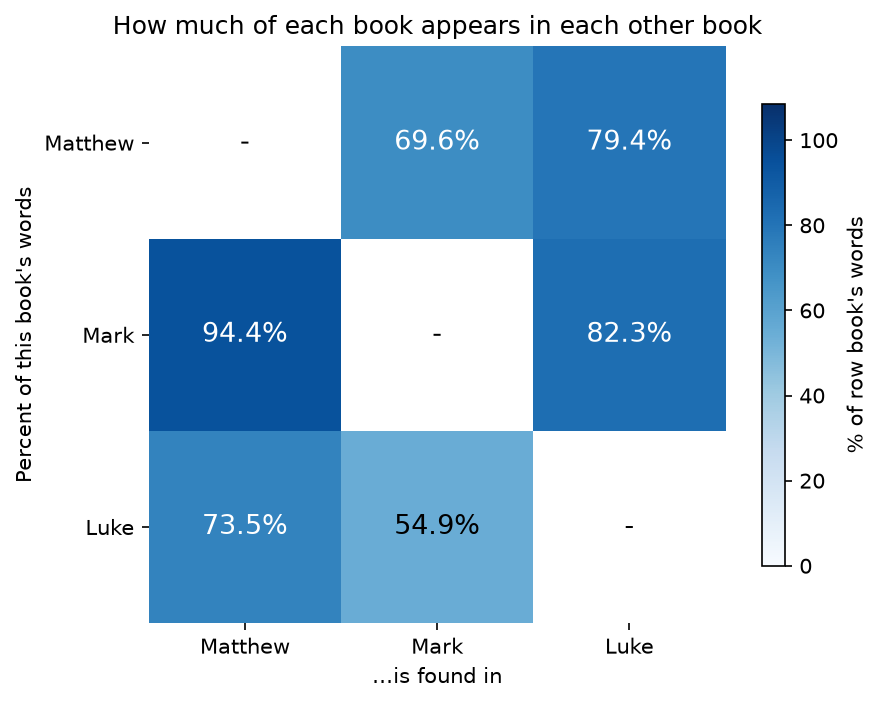 How much of each book appears in each other book
Percent of this book's words
Matthew
-
69.6%
79.4%
Mark
94.4%
-
82.3%
Luke
73.5%
54.9%
-
Matthew
Mark
Luke
...is found in
100
80
60
40
20
0
% of row book's words